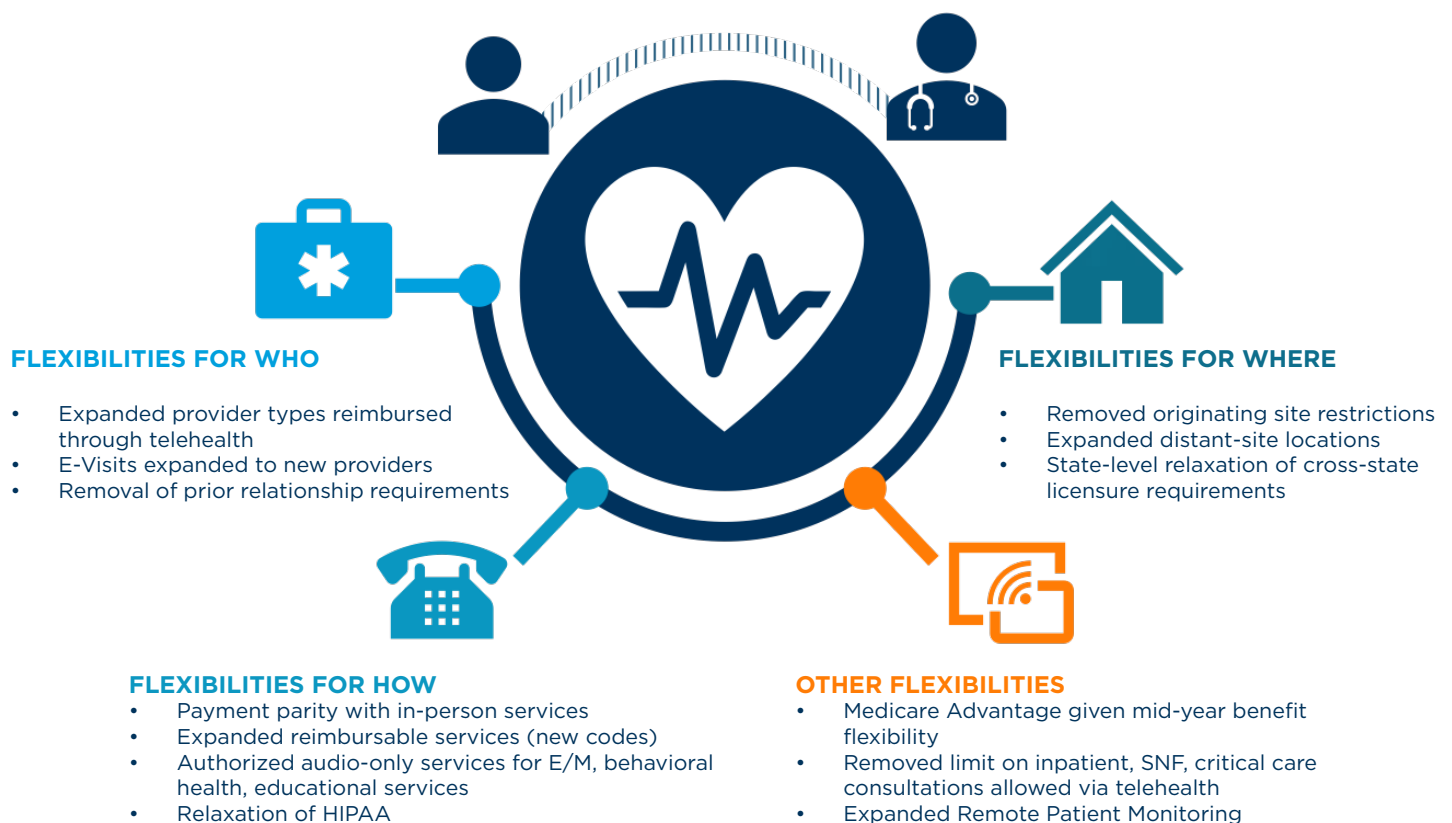 FLEXIBILITIES FOR WHO
• Expanded provider types reimbursed
through telehealth
• E-Visits expanded to new providers
• Removal of prior relationship requirements
FLEXIBILITIES FOR WHERE
• Removed originating site restrictions
• Expanded distant-site locations
• State-level relaxation of cross-state
licensure requirements
FLEXIBILITIES FOR HOW
• Payment parity with in-person services
• Expanded reimbursable services (new codes)
• Authorized audio-only services for E/M, behavioral
health, educational services
• Relaxation of HIPAA
OTHER FLEXIBILITIES
• Medicare Advantage given mid-year benefit
flexibility
• Removed limit on inpatient, SNF, critical care
consultations allowed via telehealth
• Expanded Remote Patient Monitoring